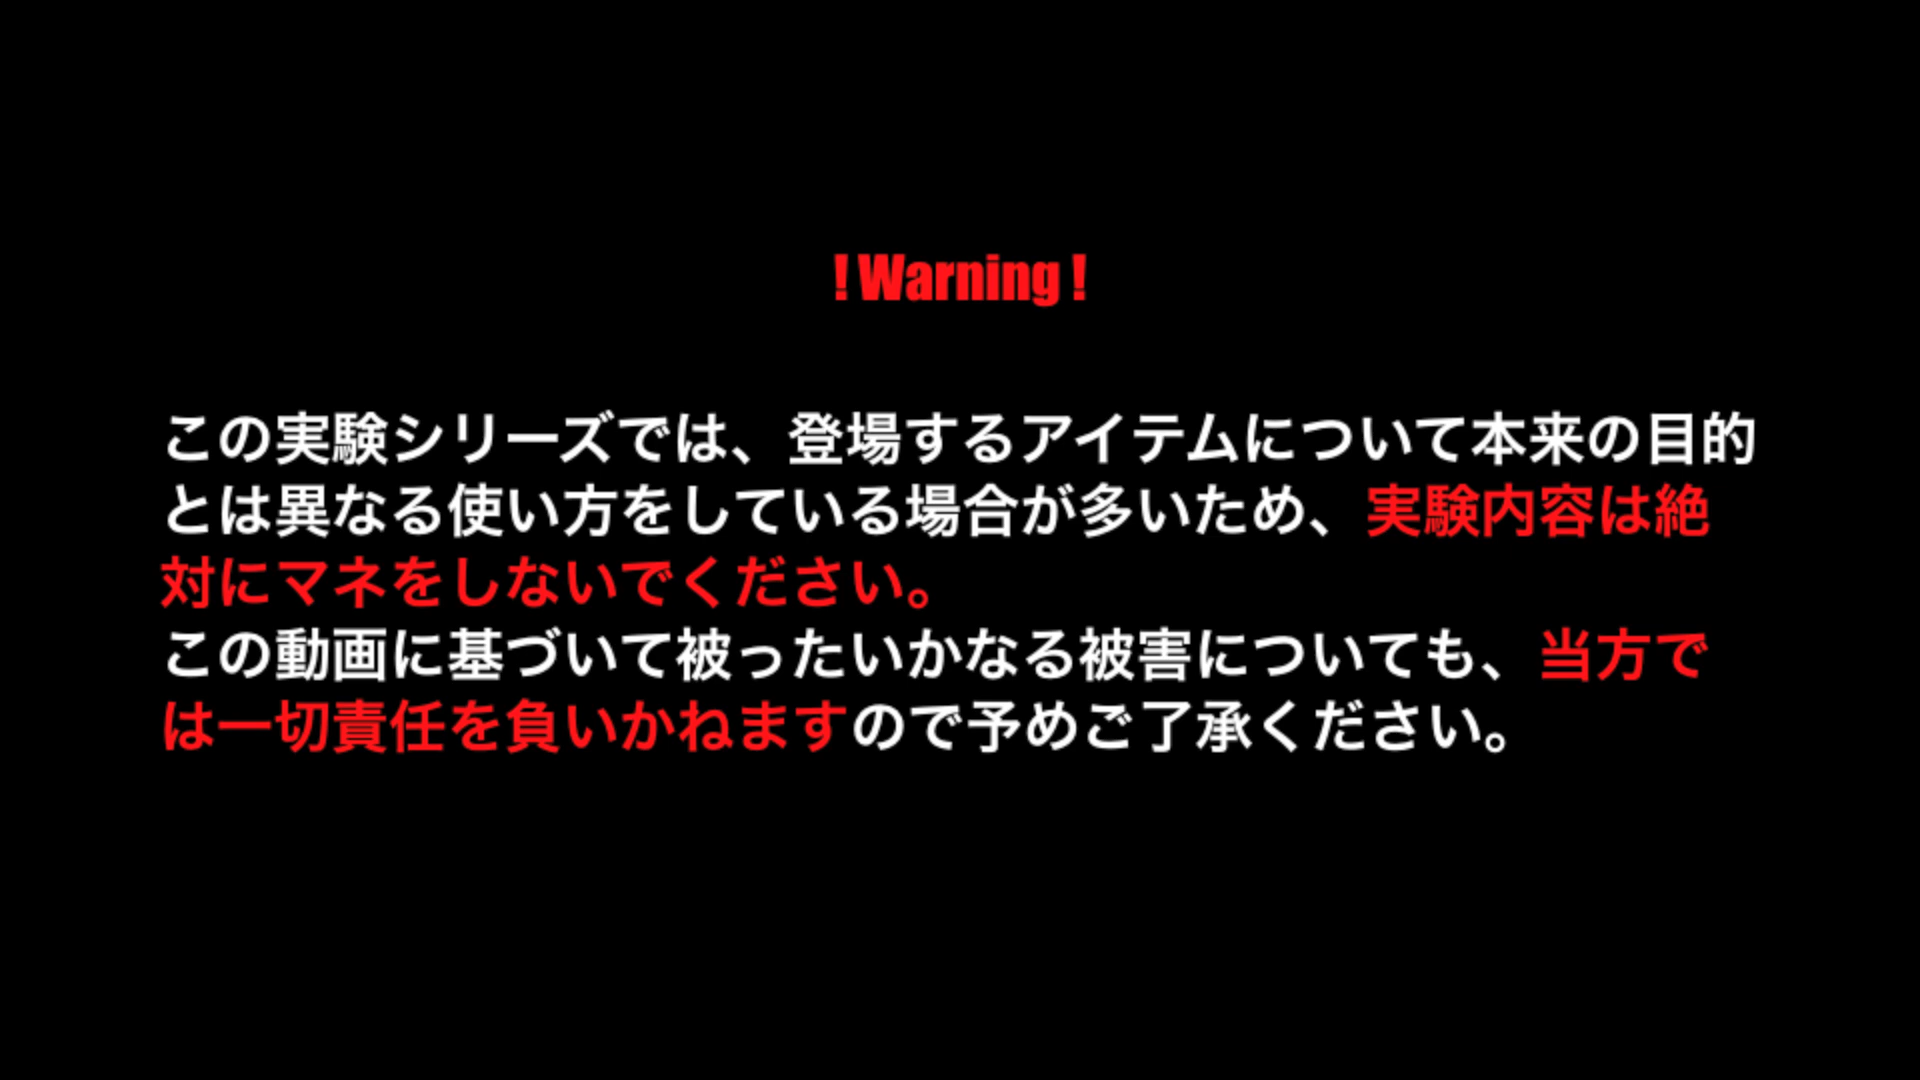 ! Warning !
この実験シリーズでは、登場するアイテムについて本来の目的
とは異なる使い方をしている場合が多いため、実験内容は絶
対にマネをしないでください。
この動画に基づいて被ったいかなる被害についても、当方で
は一切責任を負いかねますので予めご了承ください。